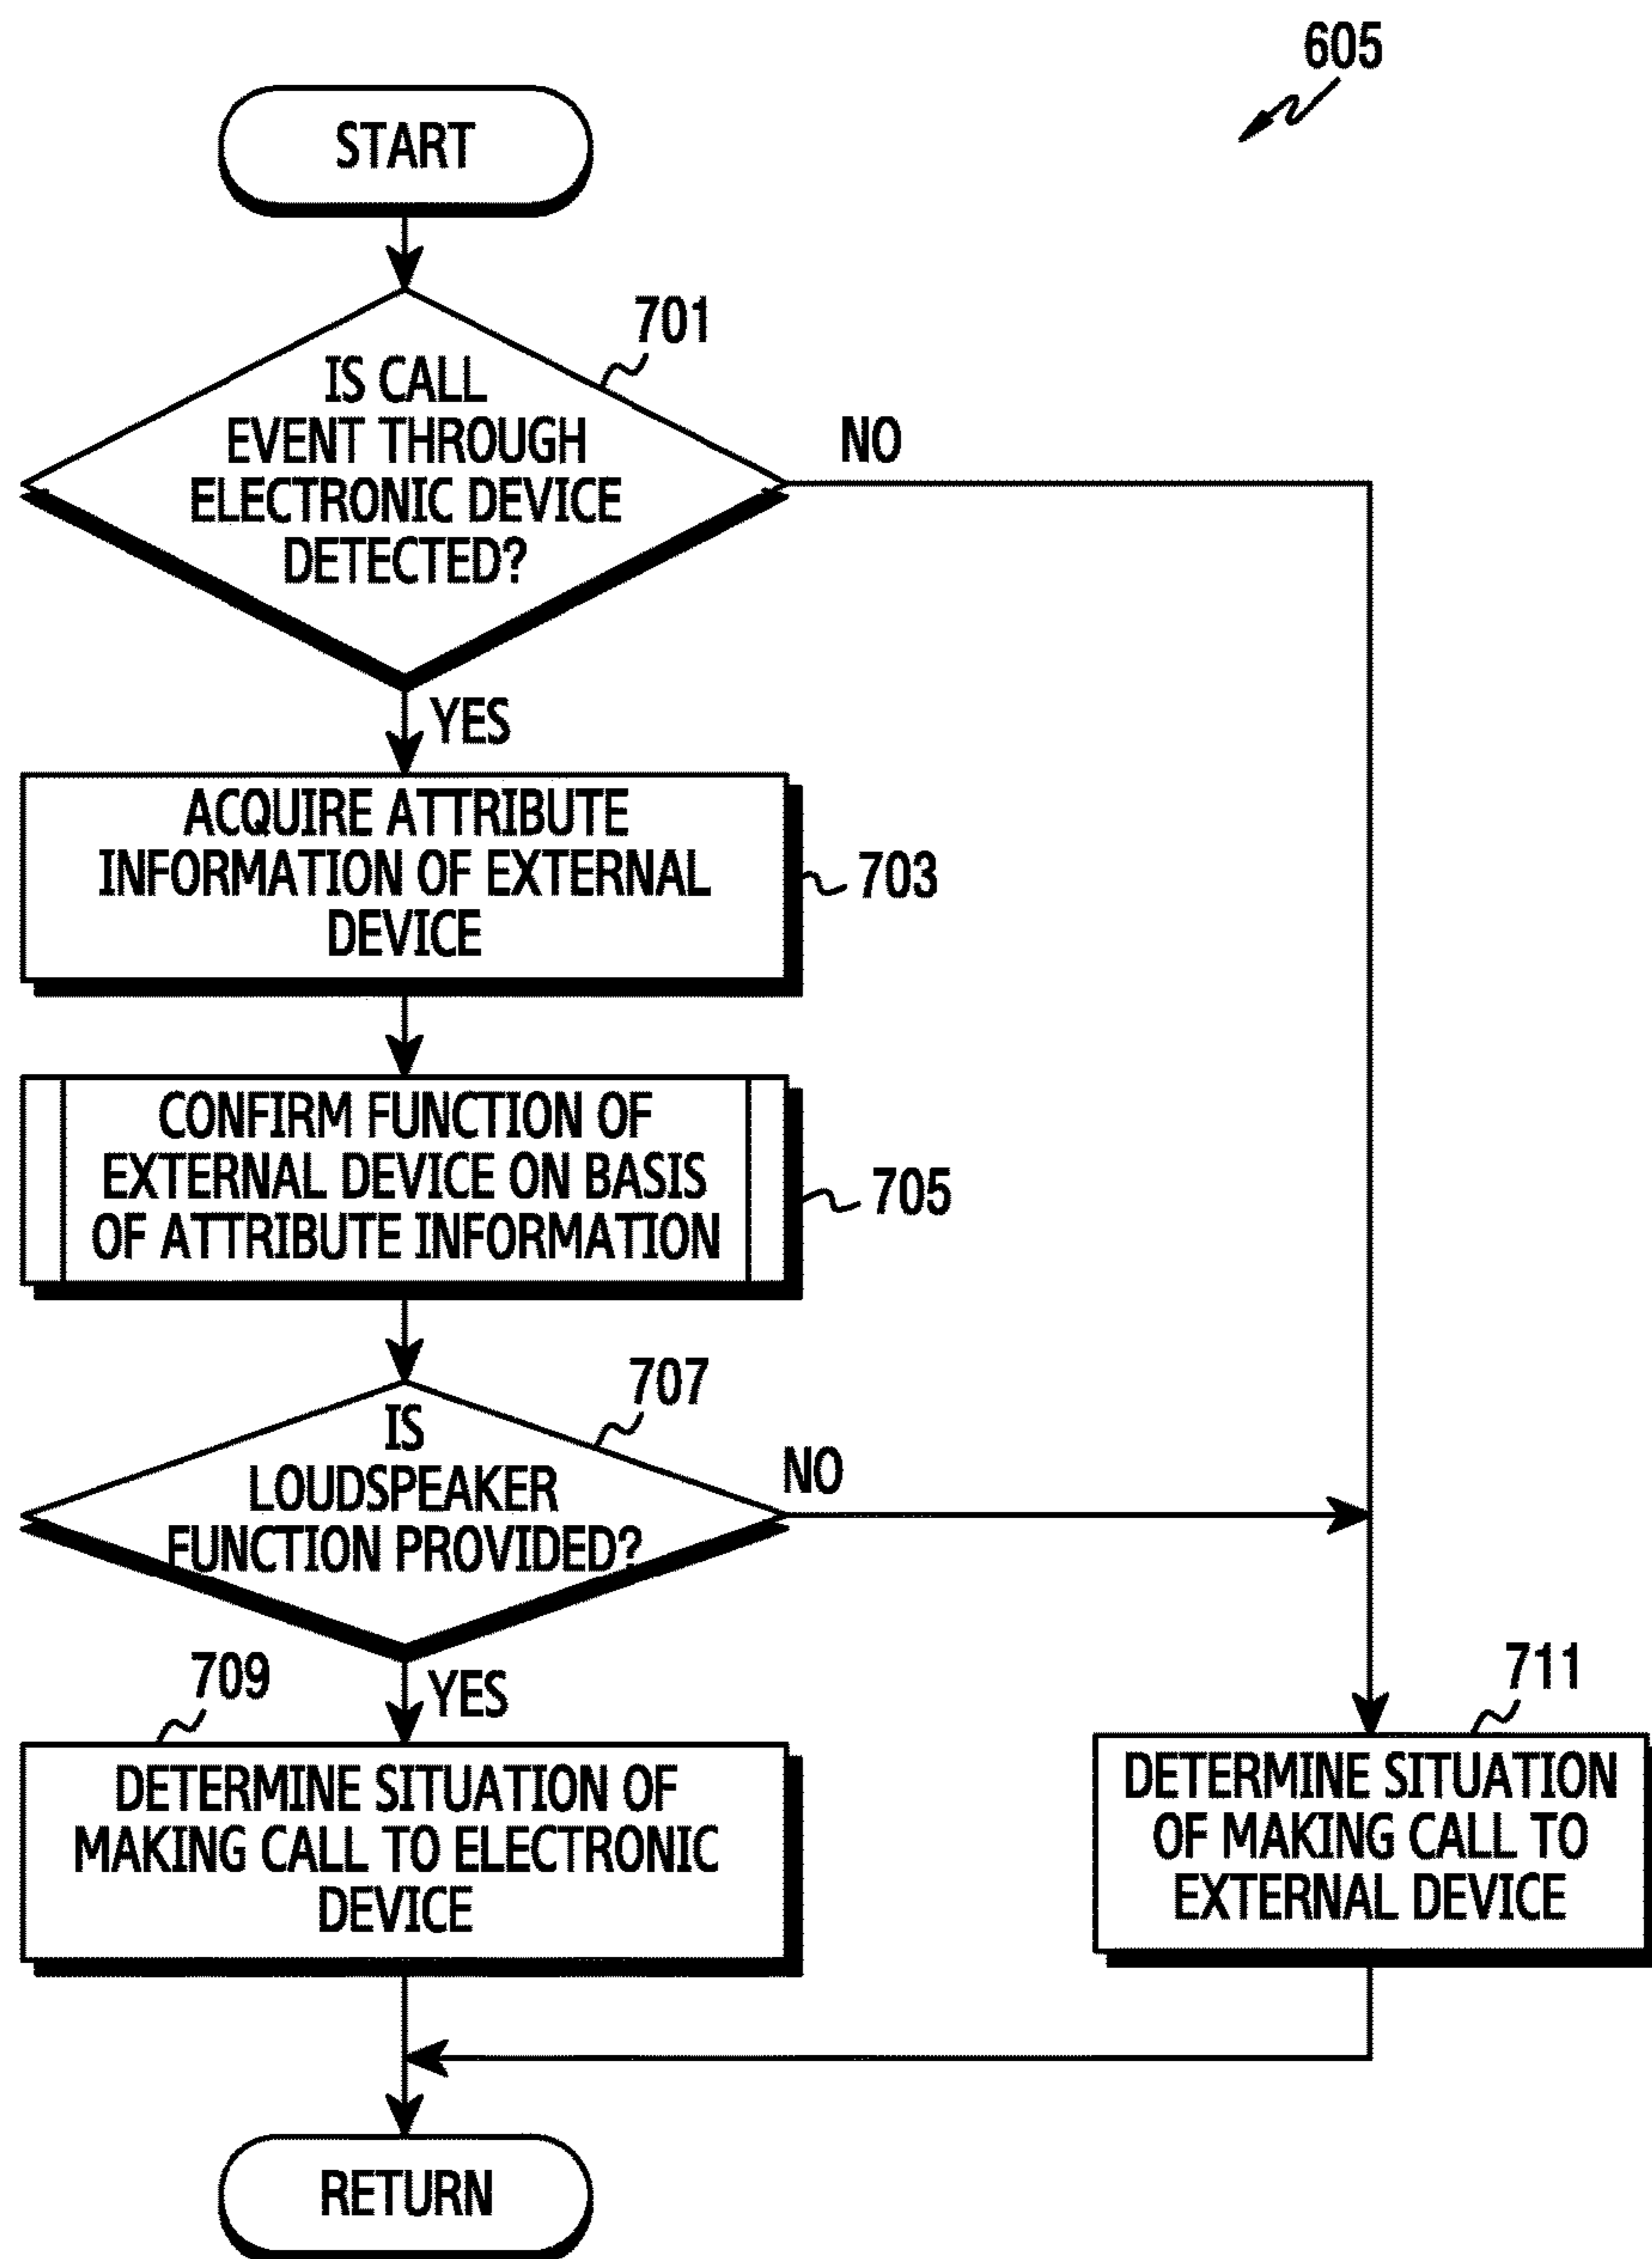 605
START
701
IS CALL
EVENT THROUGH
ELECTRONIC DEVICE
DETECTED?
NO
YES
ACQUIRE ATTRIBUTE
INFORMATION OF EXTERNAL
DEVICE
703
CONFIRM FUNCTION OF
EXTERNAL DEVICE ON BASIS
OF ATTRIBUTE INFORMATION
705
707
IS
LOUDSPEAKER
FUNCTION PROVIDED?
NO
YES
709
DETERMINE SITUATION OF
MAKING CALL TO ELECTRONIC
DEVICE
711
DETERMINE SITUATION
OF MAKING CALL TO
EXTERNAL DEVICE
RETURN